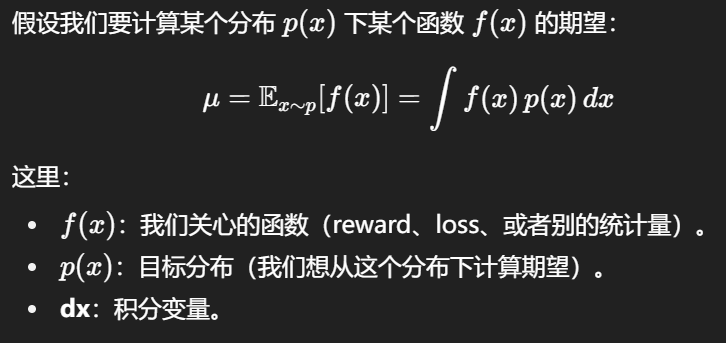 假设我们要计算某个分布 p(x) 下某个函数 f(x) 的期望：
μ = 𝔼ₓ∼ₚ[f(x)] = ∫ f(x) p(x) dx
这里：
• f(x)：我们关心的函数（reward、loss、或者别的统计量）。
• p(x)：目标分布（我们想从这个分布下计算期望）。
• dx：积分变量。